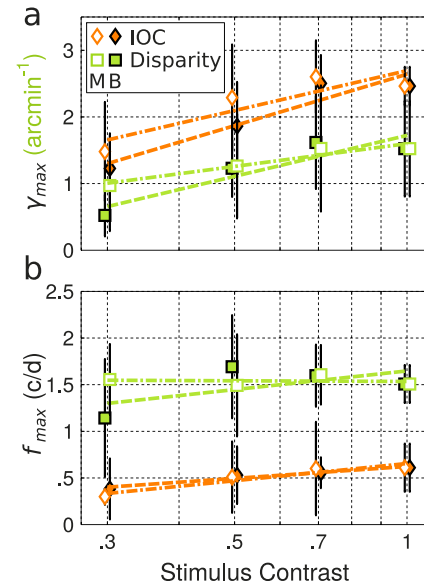 a
IOC
Disparity
M B
γmax (arcmin⁻¹)
3
2
1
0
b
fmax (c/d)
2.5
2
1.5
1
.5
0
.3
.5
.7
1
Stimulus Contrast